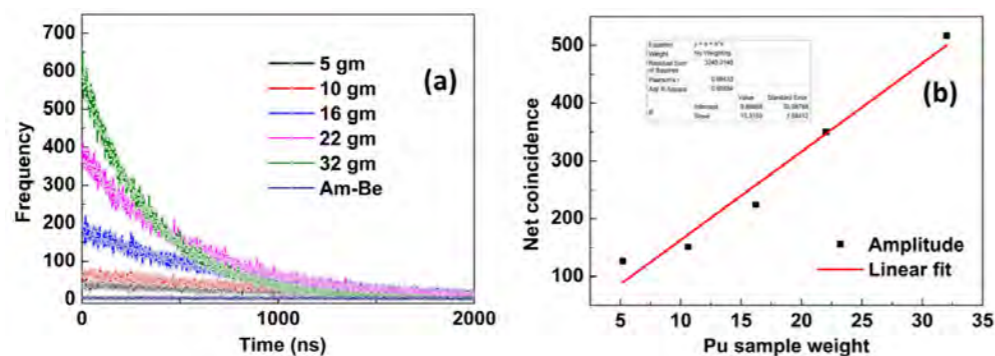 700
600
500
400
300
200
100
0
Frequency
0
1000
2000
Time (ns)
(a)
5 gm
10 gm
16 gm
22 gm
32 gm
Am-Be
500
400
300
200
100
Net coincidence
5
10
15
20
25
30
35
Pu sample weight
(b)
Equation
Weight No Weighting
Residual Sum
of Squares
Pearson's r
Adj. R-Square
Value Standard Error
Intercept
Slope
Amplitude
Linear fit